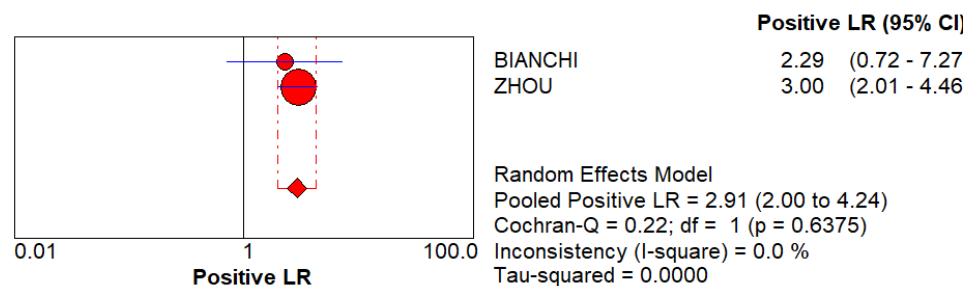 Positive LR (95% CI)
BIANCHI 2.29 (0.72 - 7.27
ZHOU 3.00 (2.01 - 4.46
Random Effects Model
Pooled Positive LR = 2.91 (2.00 to 4.24)
Cochran-Q = 0.22; df = 1 (p = 0.6375)
Inconsistency (I-square) = 0.0 %
Tau-squared = 0.0000
0.01 1 100.0
Positive LR